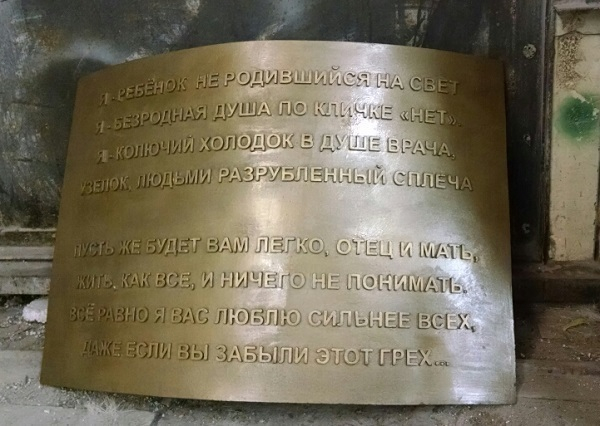 Я - РЕБЁНОК НЕ РОДИВШИЙСЯ НА СВЕТ
Я - БЕЗРОДНАЯ ДУША ПО КЛИЧКЕ «НЕТ».
Я - КОЛЮЧИЙ ХОЛОДОК В ДУШЕ ВРАЧА,
УЗЕЛОК, ЛЮДЬМИ РАЗРУБЛЕННЫЙ СПЛЕЧА
ПУСТЬ ЖЕ БУДЕТ ВАМ ЛЕГКО, ОТЕЦ И МАТЬ,
ЖИТЬ, КАК ВСЕ, И НИЧЕГО НЕ ПОНИМАТЬ.
ВСЁ РАВНО Я ВАС ЛЮБЛЮ СИЛЬНЕЕ ВСЕХ,
ДАЖЕ ЕСЛИ ВЫ ЗАБЫЛИ ЭТОТ ГРЕХ...